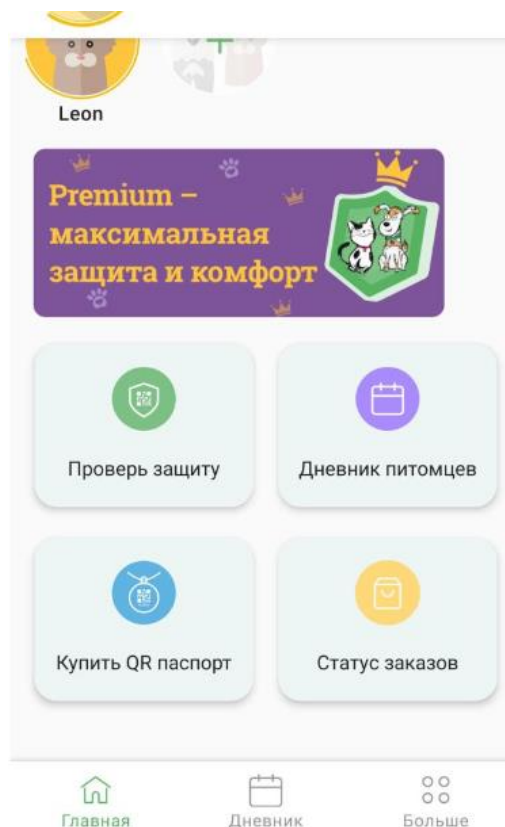 Leon
Premium –
максимальная
защита и комфорт
Проверь защиту
Дневник питомцев
Купить QR паспорт
Статус заказов
Главная
Дневник
Больше